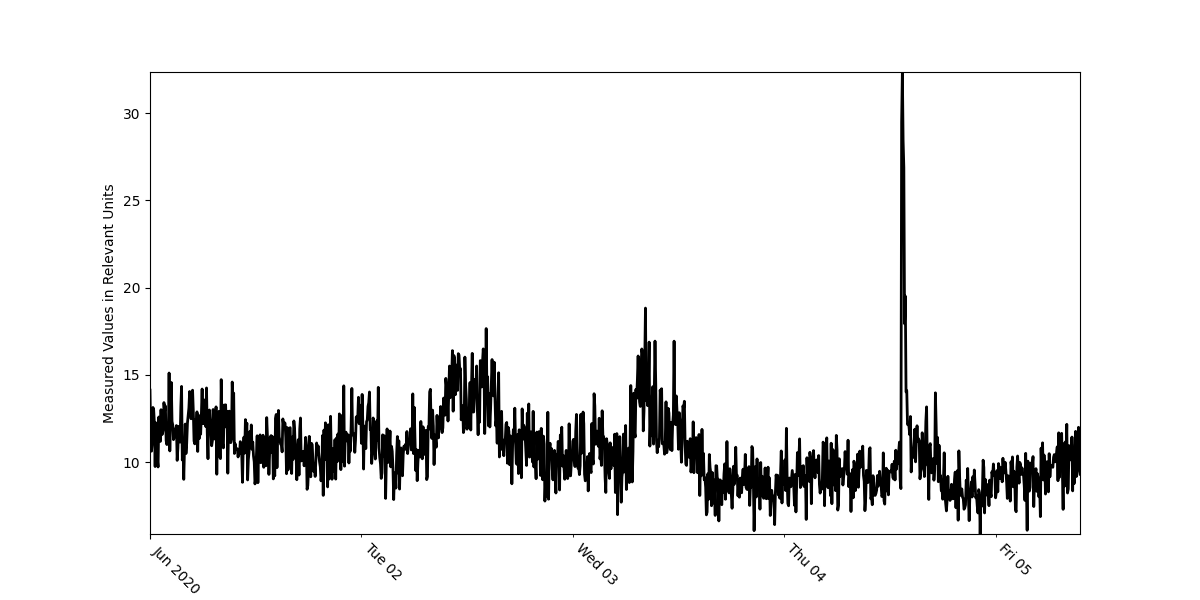 Measured Values in Relevant Units
30
25
20
15
10
Jun 2020
Tue 02
Wed 03
Thu 04
Fri 05